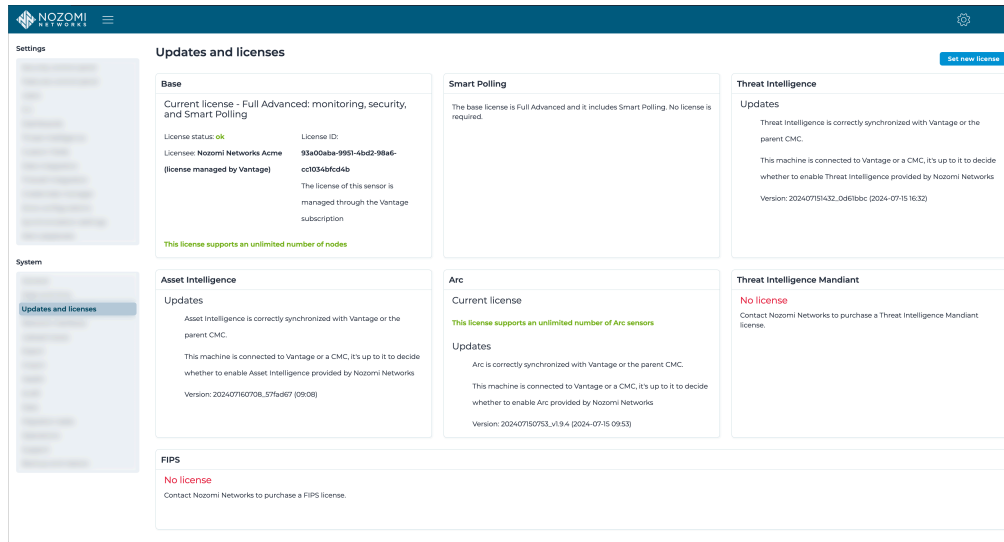 NOZOMI
NETWORKS
Settings
Updates and licenses
Set new license
Base
Current license - Full Advanced: monitoring, security,
and Smart Polling
License status: ok
Licensee: Nozomi Networks Acme
(license managed by Vantage)
License ID:
93a00aba-9951-4bd2-98a6-
cc1034bfcd4b
The license of this sensor is
managed through the Vantage
subscription
This license supports an unlimited number of nodes
Smart Polling
The base license is Full Advanced and it includes Smart Polling. No license is
required.
Threat Intelligence
Updates
Threat Intelligence is correctly synchronized with Vantage or the
parent CMC.
This machine is connected to Vantage or a CMC, it's up to it to decide
whether to enable Threat Intelligence provided by Nozomi Networks
Version: 202407151432_0d61bbc (2024-07-15 16:32)
System
Updates and licenses
Asset Intelligence
Updates
Asset Intelligence is correctly synchronized with Vantage or the
parent CMC.
This machine is connected to Vantage or a CMC, it's up to it to decide
whether to enable Asset Intelligence provided by Nozomi Networks
Version: 202407160708_57fad67 (09:08)
Arc
Current license
This license supports an unlimited number of Arc sensors
Updates
Arc is correctly synchronized with Vantage or the parent CMC.
This machine is connected to Vantage or a CMC, it's up to it to decide
whether to enable Arc provided by Nozomi Networks
Version: 202407150753_v1.9.4 (2024-07-15 09:53)
Threat Intelligence Mandiant
No license
Contact Nozomi Networks to purchase a Threat Intelligence Mandiant
license.
FIPS
No license
Contact Nozomi Networks to purchase a FIPS license.